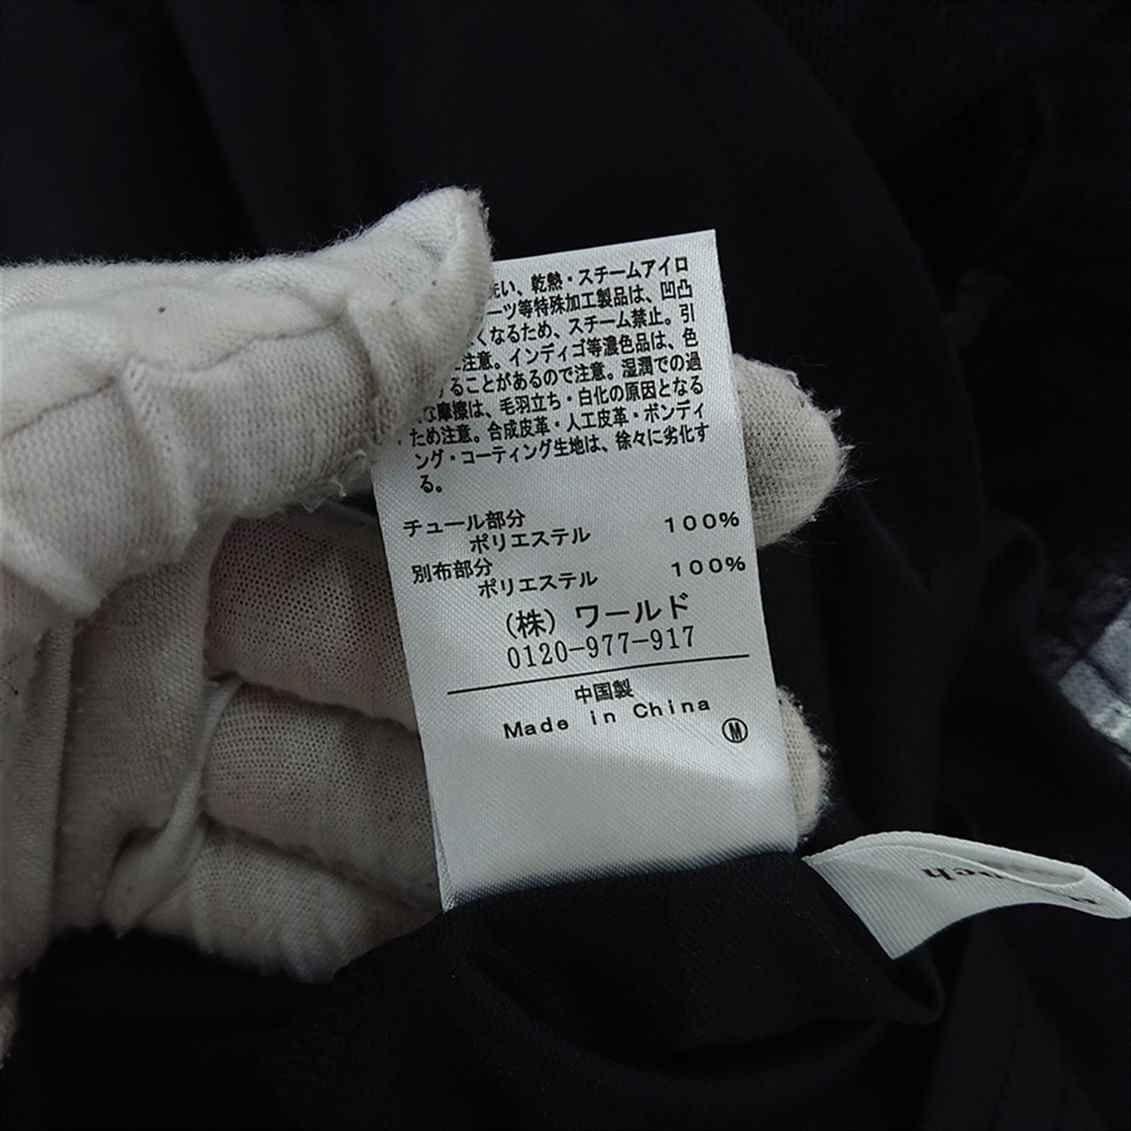 洗い、乾熱・スチームアイロ
ーツ等特殊加工製品は、凹凸
くなるため、スチーム禁止。引
注意。インディゴ等濃色品は、色
することがあるので注意。湿潤での過
な摩擦は、毛羽立ち・白化の原因となる
ため注意。合成皮革・人工皮革・ボンディ
ング・コーティング生地は、徐々に劣化す
る。
チュール部分
ポリエステル 100%
別布部分
ポリエステル 100%
(株) ワールド
0120-977-917
中国製
Made in China
M